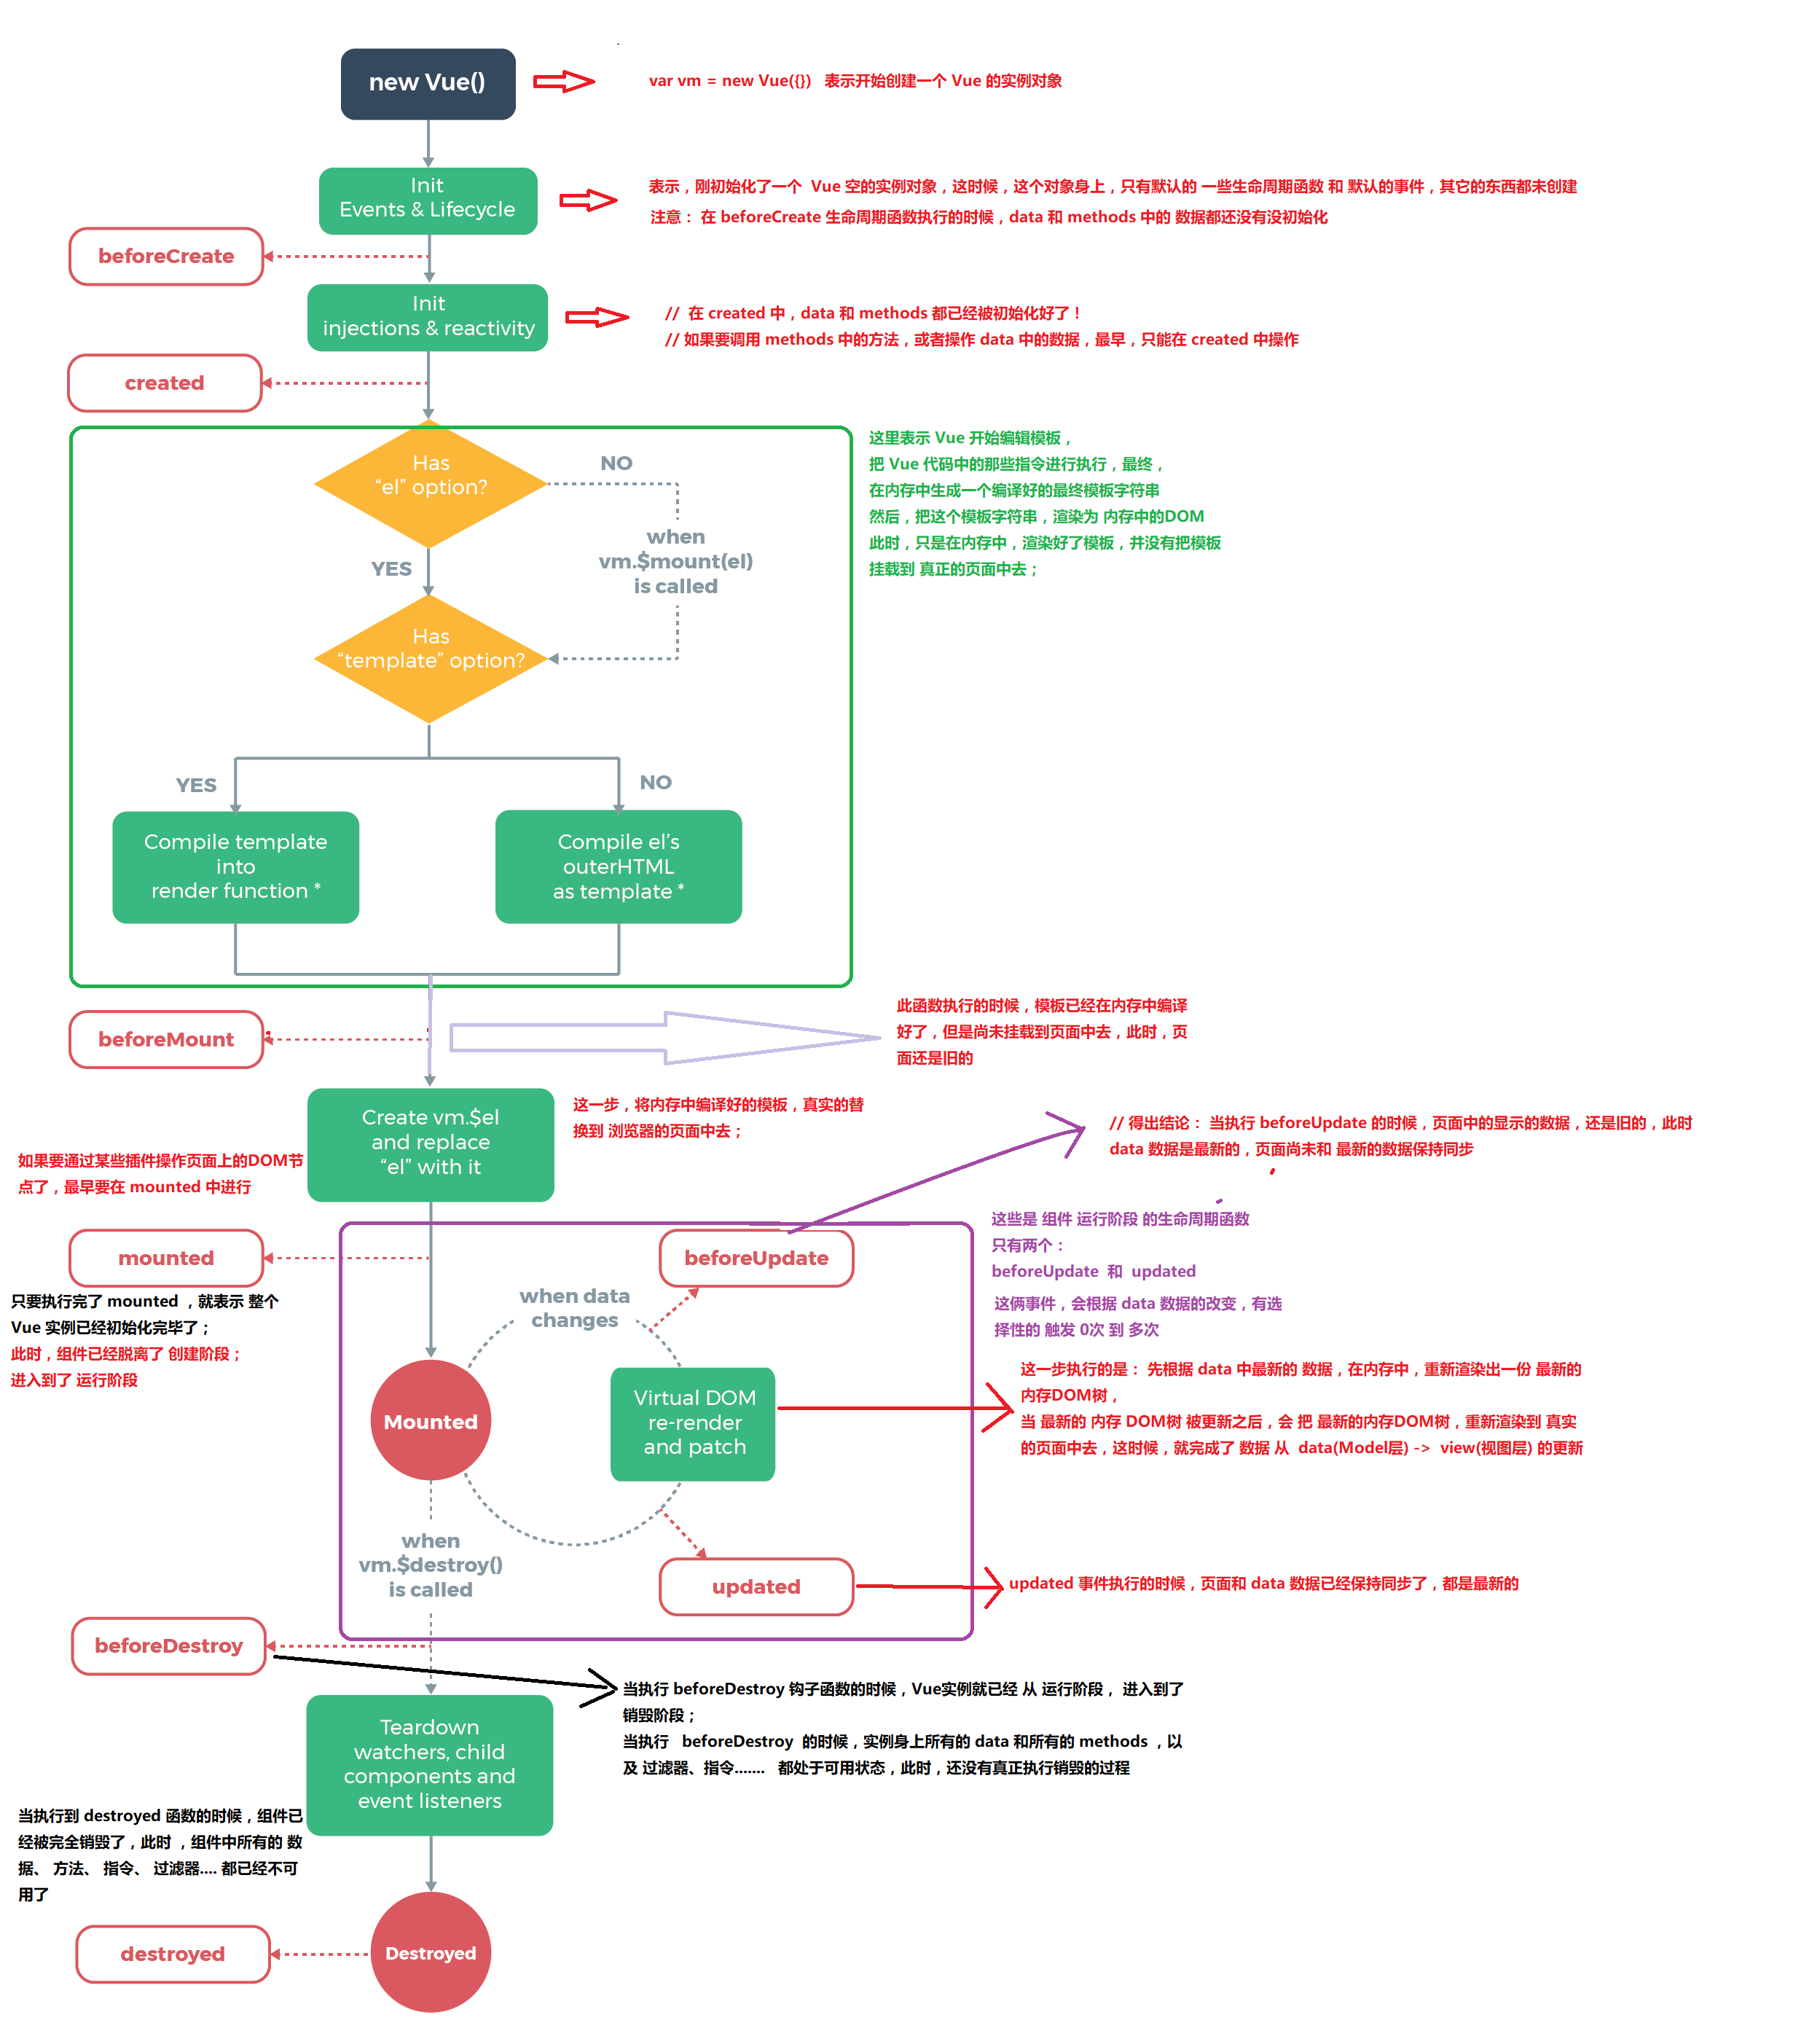 new Vue()
var vm = new Vue({}) 表示开始创建一个 Vue 的实例对象
Init
Events & Lifecycle
表示，刚初始化了一个 Vue 空的实例对象，这时候，这个对象身上，只有默认的 一些生命周期函数 和 默认的事件，其它的东西都未创建
注意： 在 beforeCreate 生命周期函数执行的时候，data 和 methods 中的 数据都还没有没初始化
beforeCreate
Init
injections & reactivity
// 在 created 中，data 和 methods 都已经被初始化好了！
// 如果要调用 methods 中的方法，或者操作 data 中的数据，最早，只能在 created 中操作
created
Has
“el” option?
NO
when
vm.$mount(el)
is called
YES
Has
“template” option?
这里表示 Vue 开始编辑模板，
把 Vue 代码中的那些指令进行执行，最终，
在内存中生成一个编译好的最终模板字符串
然后，把这个模板字符串，渲染为 内存中的DOM
此时，只是在内存中，渲染好了模板，并没有把模板
挂载到 真正的页面中去；
YES
NO
Compile template
into
render function *
Compile el’s
outerHTML
as template *
beforeMount
此函数执行的时候，模板已经在内存中编译
好了，但是尚未挂载到页面中去，此时，页
面还是旧的
Create vm.$el
and replace
“el” with it
这一步，将内存中编译好的模板，真实的替
换到 浏览器的页面中去；
// 得出结论： 当执行 beforeUpdate 的时候，页面中的显示的数据，还是旧的，此时
data 数据是最新的，页面尚未和 最新的数据保持同步
如果要通过某些插件操作页面上的DOM节
点了，最早要在 mounted 中进行
mounted
只要执行完了 mounted ，就表示 整个
Vue 实例已经初始化完毕了；
此时，组件已经脱离了 创建阶段；
进入到了 运行阶段
beforeUpdate
这些是 组件 运行阶段 的生命周期函数
只有两个：
beforeUpdate 和 updated
这俩事件，会根据 data 数据的改变，有选
择性的 触发 0次 到 多次
when data
changes
Mounted
Virtual DOM
re-render
and patch
这一步执行的是： 先根据 data 中最新的 数据，在内存中，重新渲染出一份 最新的
内存DOM树，
当 最新的 内存 DOM树 被更新之后，会 把 最新的内存DOM树，重新渲染到 真实
的页面中去，这时候，就完成了 数据 从 data(Model层) -> view(视图层) 的更新
when
vm.$destroy()
is called
updated
updated 事件执行的时候，页面和 data 数据已经保持同步了，都是最新的
beforeDestroy
当执行 beforeDestroy 钩子函数的时候，Vue实例就已经 从 运行阶段， 进入到了
销毁阶段；
当执行 beforeDestroy 的时候，实例身上所有的 data 和所有的 methods ，以
及 过滤器、指令....... 都处于可用状态，此时，还没有真正执行销毁的过程
Teardown
watchers, child
components and
event listeners
当执行到 destroyed 函数的时候，组件已
经被完全销毁了，此时 ，组件中所有的 数
据、 方法、 指令、 过滤器.... 都已经不可
用了
destroyed
Destroyed